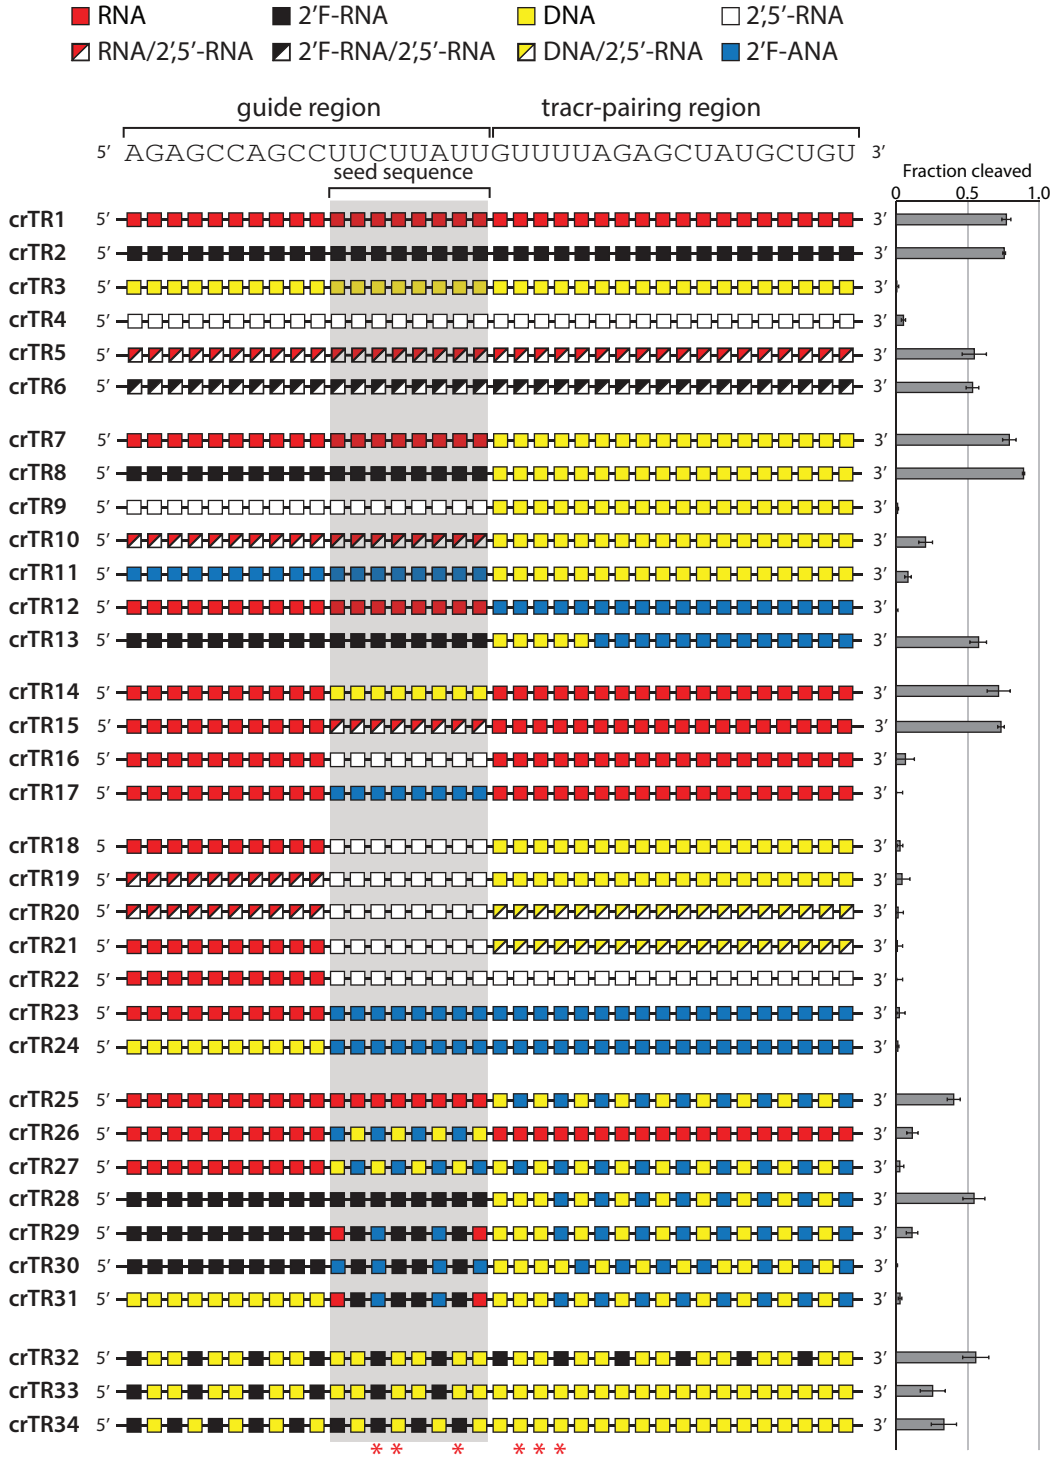 RNA 2′F-RNA DNA 2′,5′-RNA
RNA/2′,5′-RNA 2′F-RNA/2′,5′-RNA DNA/2′,5′-RNA 2′F-ANA
guide region tracr-pairing region
5′ AGAGCCAGCCUUCUUAUUGUUUUAGAGCUAUGCUGU 3′
seed sequence Fraction cleaved
0 0.5 1.0
crTR1 5′ 3′
crTR2 5′ 3′
crTR3 5′ 3′
crTR4 5′ 3′
crTR5 5′ 3′
crTR6 5′ 3′
crTR7 5′ 3′
crTR8 5′ 3′
crTR9 5′ 3′
crTR10 5′ 3′
crTR11 5′ 3′
crTR12 5′ 3′
crTR13 5′ 3′
crTR14 5′ 3′
crTR15 5′ 3′
crTR16 5′ 3′
crTR17 5′ 3′
crTR18 5 3′
crTR19 5′ 3′
crTR20 5′ 3′
crTR21 5′ 3′
crTR22 5′ 3′
crTR23 5′ 3′
crTR24 5′ 3′
crTR25 5′ 3′
crTR26 5′ 3′
crTR27 5′ 3′
crTR28 5′ 3′
crTR29 5′ 3′
crTR30 5′ 3′
crTR31 5′ 3′
crTR32 5′ 3′
crTR33 5′ 3′
crTR34 5′ 3′
* * * * * *